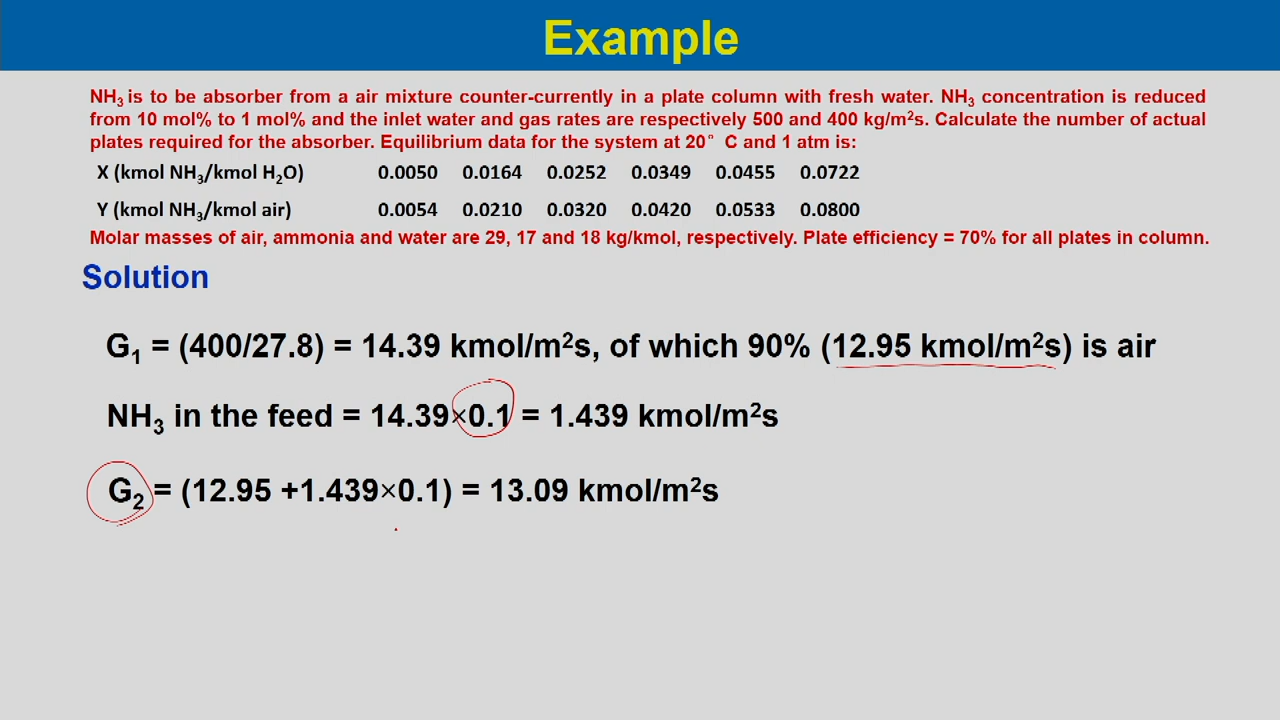 Example
NH₃ is to be absorber from a air mixture counter-currently in a plate column with fresh water. NH₃ concentration is reduced
from 10 mol% to 1 mol% and the inlet water and gas rates are respectively 500 and 400 kg/m²s. Calculate the number of actual
plates required for the absorber. Equilibrium data for the system at 20° C and 1 atm is:
X (kmol NH₃/kmol H₂O) 0.0050 0.0164 0.0252 0.0349 0.0455 0.0722
Y (kmol NH₃/kmol air) 0.0054 0.0210 0.0320 0.0420 0.0533 0.0800
Molar masses of air, ammonia and water are 29, 17 and 18 kg/kmol, respectively. Plate efficiency = 70% for all plates in column.
Solution
G₁ = (400/27.8) = 14.39 kmol/m²s, of which 90% (12.95 kmol/m²s) is air
NH₃ in the feed = 14.39×0.1 = 1.439 kmol/m²s
G₂ = (12.95 +1.439×0.1) = 13.09 kmol/m²s